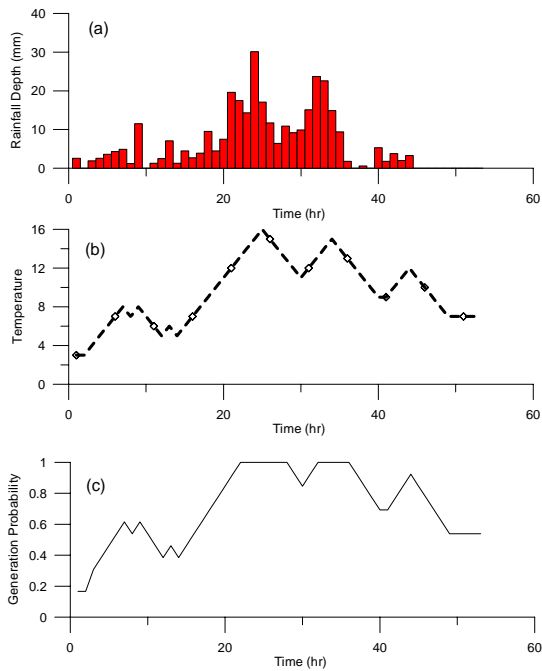 40
(a)
30
20
10
0
Rainfall Depth (mm)
0 20 40 60
Time (hr)
16
(b)
12
8
4
0
Temperature
0 20 40 60
Time (hr)
1
(c)
0.8
0.6
0.4
0.2
0
Generation Probability
0 20 40 60
Time (hr)